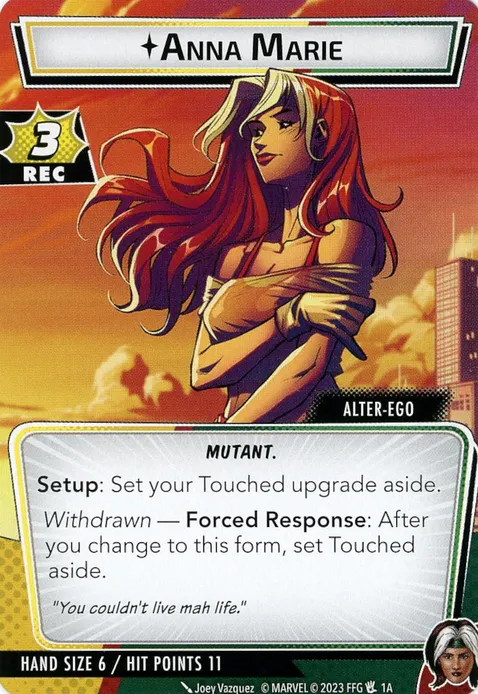 ANNA MARIE
3
REC
ALTER-EGO
MUTANT.
Setup: Set your Touched upgrade aside.
Withdrawn — Forced Response: After
you change to this form, set Touched
aside.
"You couldn't live mah life."
HAND SIZE 6 / HIT POINTS 11
Joey Vazquez © MARVEL © 2023 FFG 1A